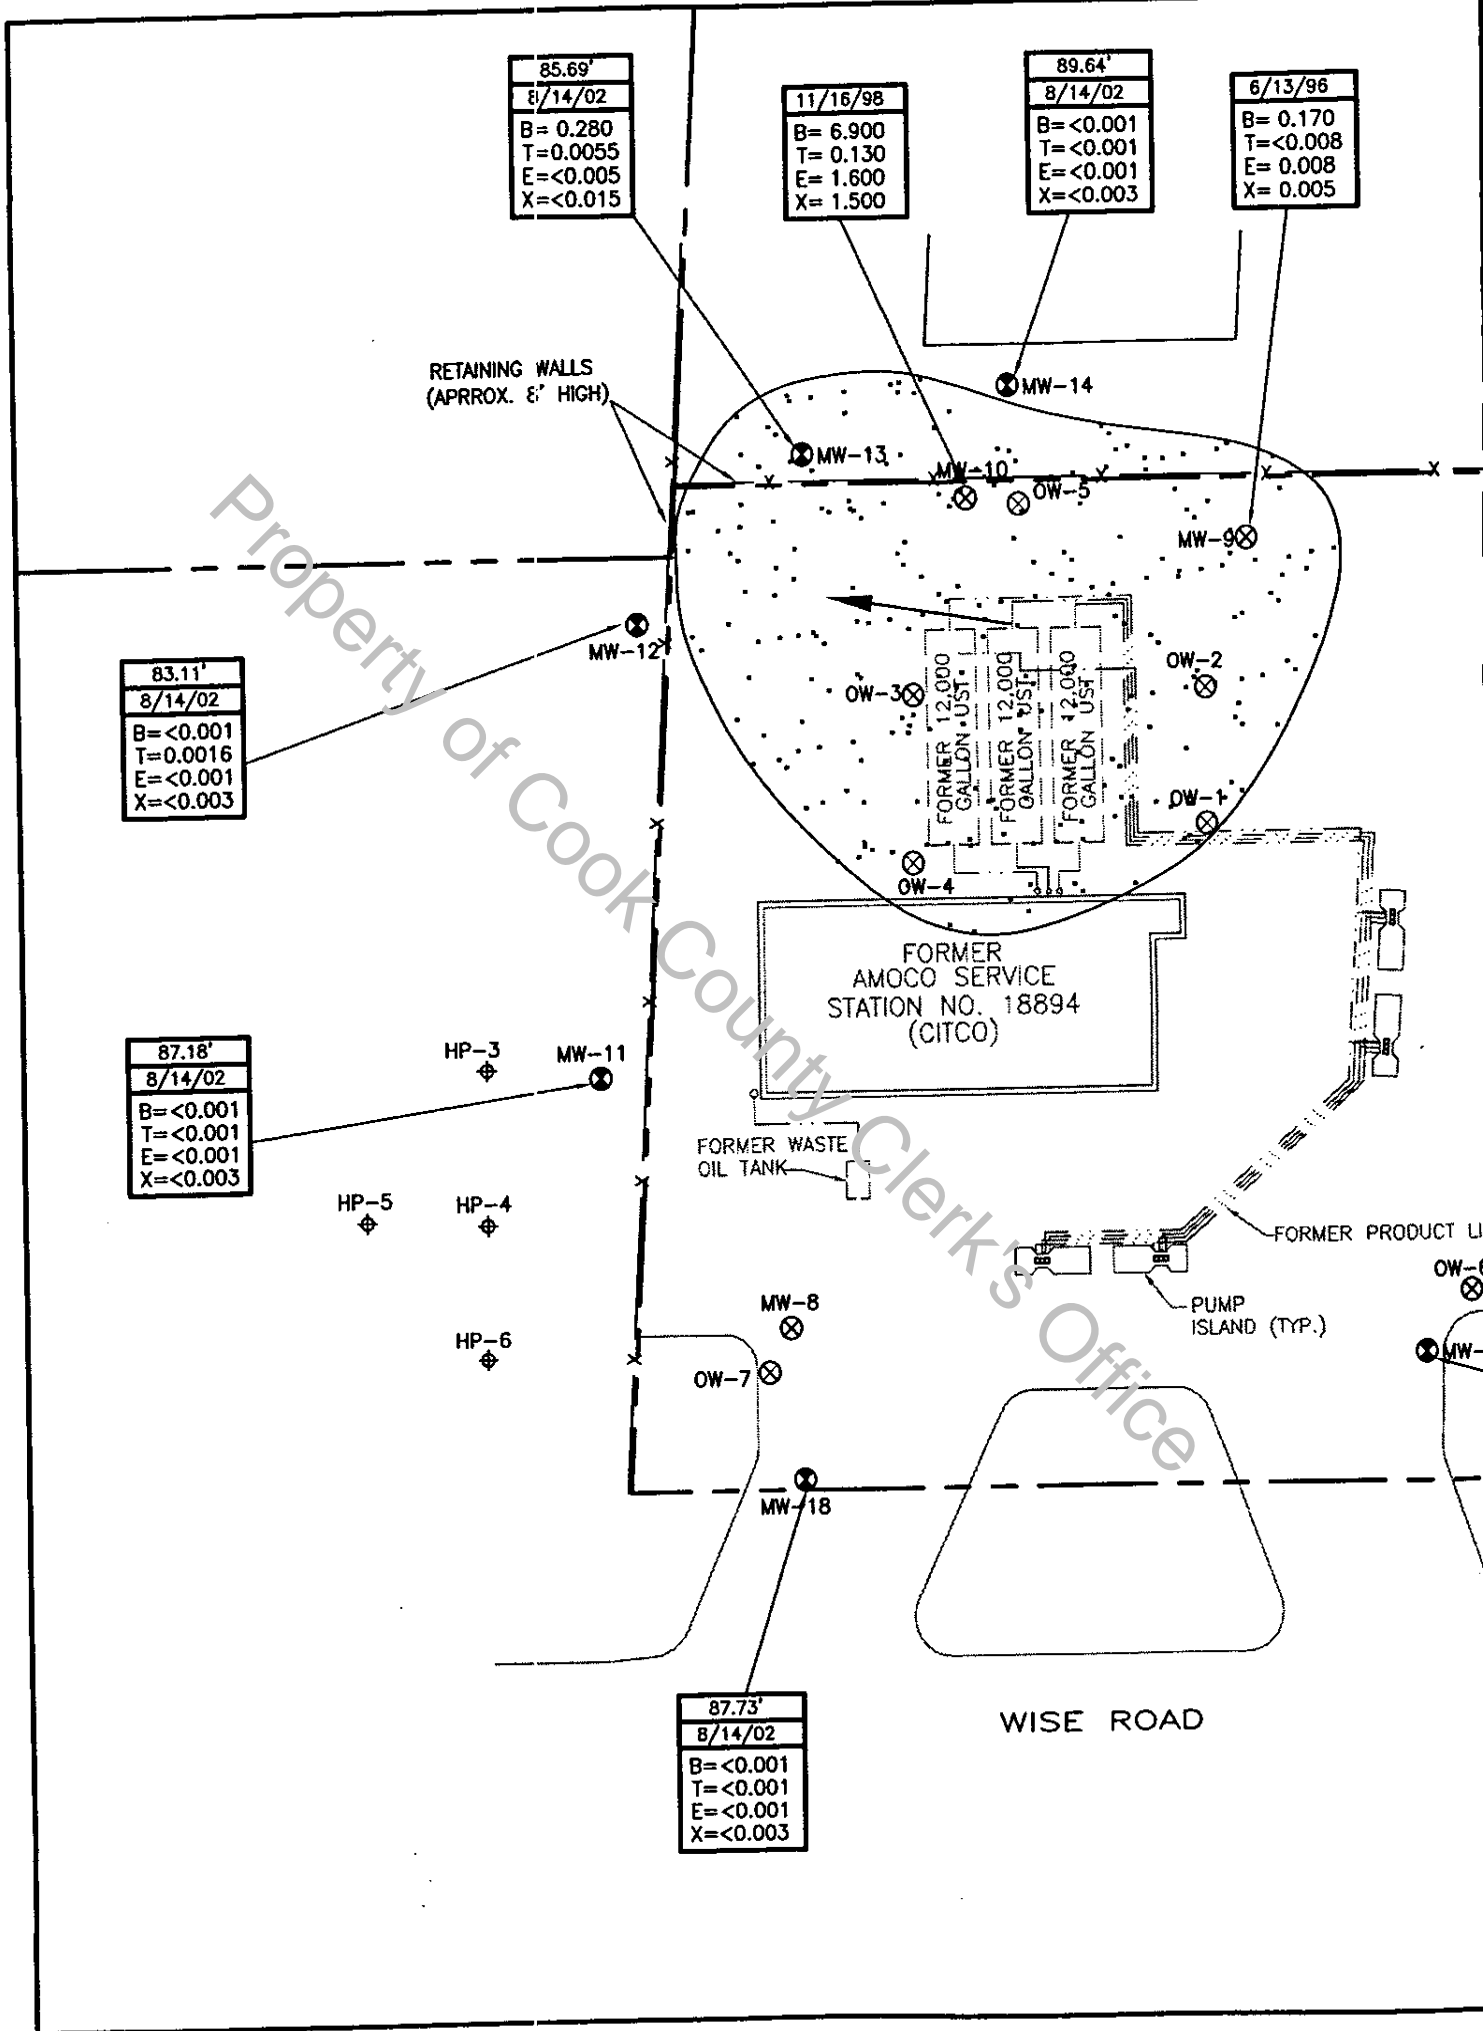 85.69'
8/14/02
B= 0.280
T=0.0055
E=<0.005
X=<0.015
11/16/98
B= 6.900
T= 0.130
E= 1.600
X= 1.500
89.64'
8/14/02
B=<0.001
T=<0.001
E=<0.001
X=<0.003
6/13/96
B= 0.170
T=<0.008
E= 0.008
X= 0.005
RETAINING WALLS
(APRROX. 8' HIGH)
MW-14
MW-13
MW-10
OW-5
MW-9
MW-12
83.11'
8/14/02
B=<0.001
T=0.0016
E=<0.001
X=<0.003
OW-3
OW-2
FORMER 12,000
GALLON UST
FORMER 12,000
GALLON UST
FORMER 12,000
GALLON UST
OW-1
OW-4
FORMER
AMOCO SERVICE
STATION NO. 18894
(CITCO)
87.18'
8/14/02
B=<0.001
T=<0.001
E=<0.001
X=<0.003
HP-3
MW-11
FORMER WASTE
OIL TANK
HP-5
HP-4
FORMER PRODUCT LI
OW-6
MW-8
PUMP
ISLAND (TYP.)
HP-6
MW-
OW-7
MW-18
87.73'
8/14/02
B=<0.001
T=<0.001
E=<0.001
X=<0.003
WISE ROAD
Property of Cook County Clerk's Office